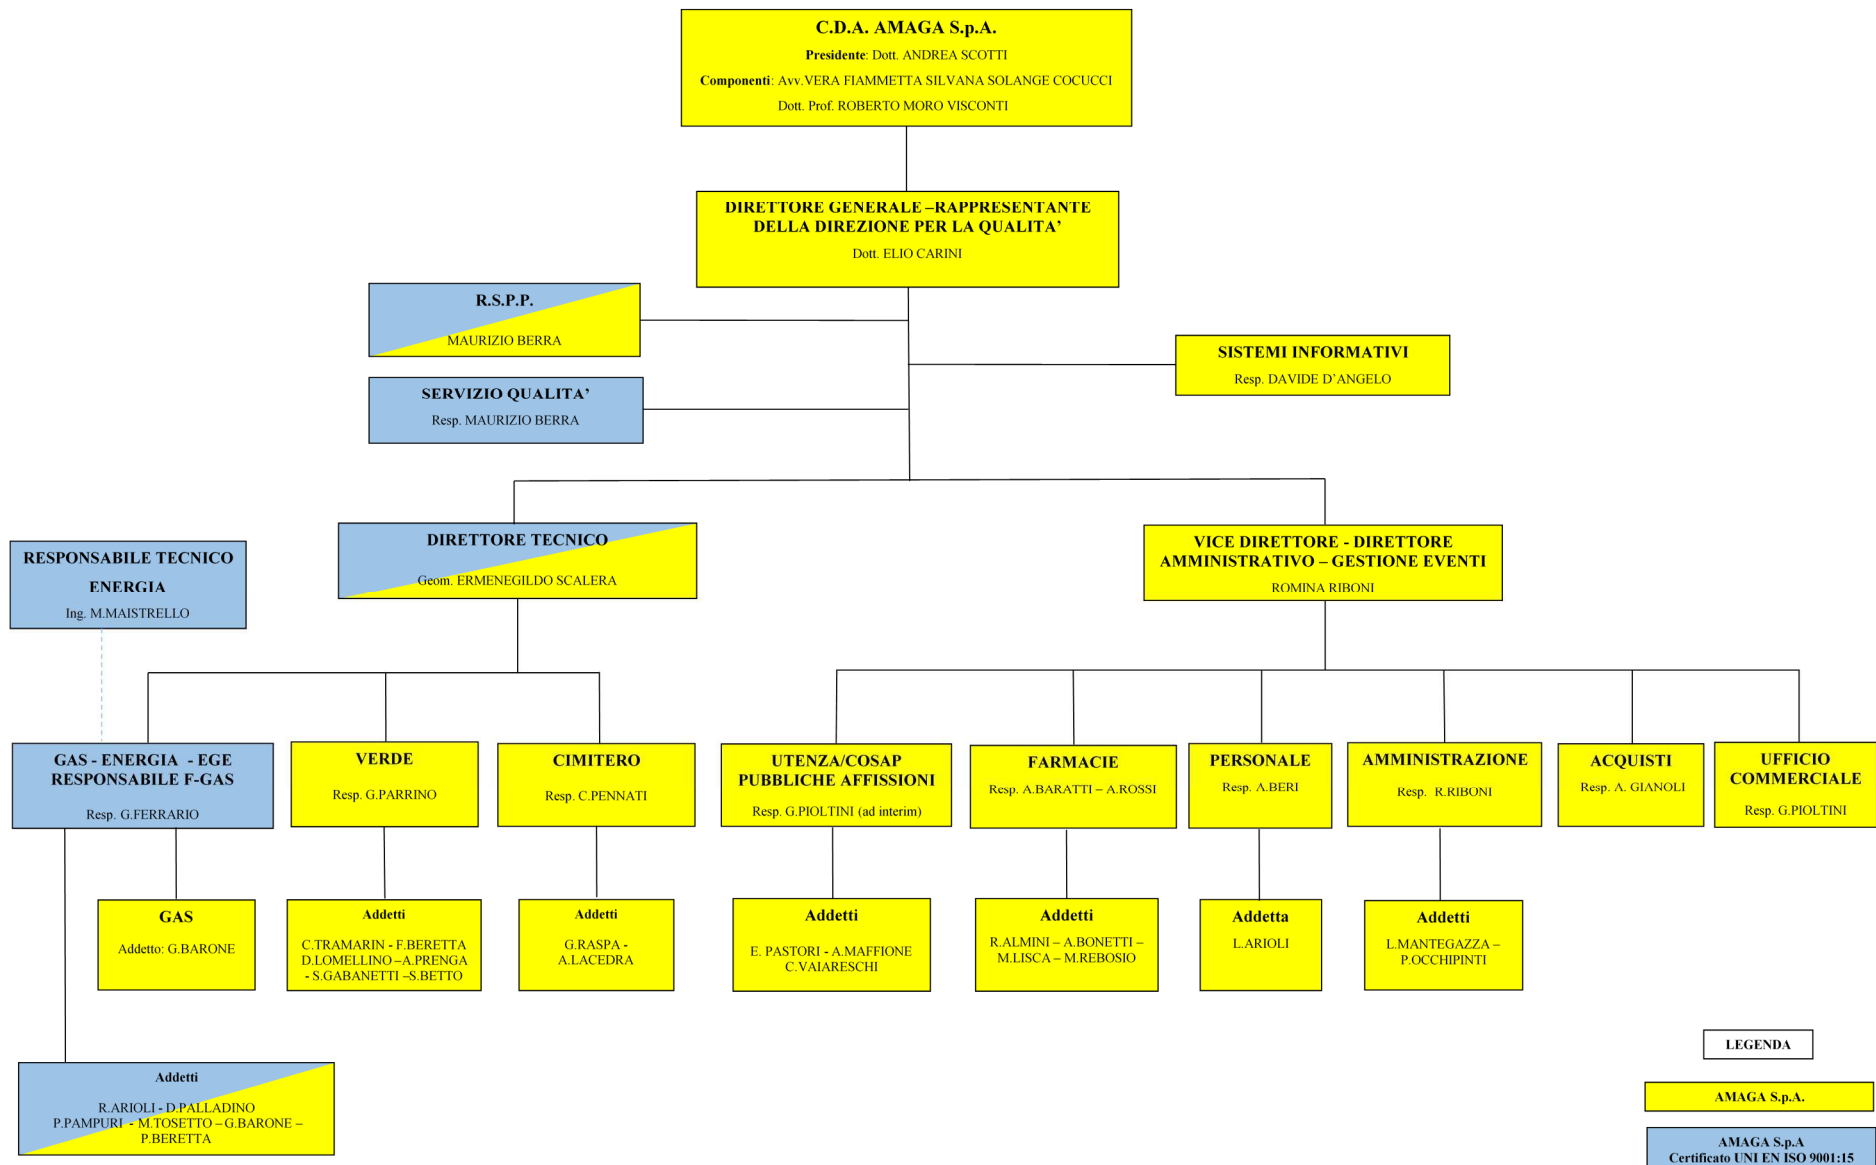 C.D.A. AMAGA S.p.A.
Presidente: Dott. ANDREA SCOTTI
Componenti: Avv.VERA FIAMMETTA SILVANA SOLANGE COCUCCI
Dott. Prof. ROBERTO MORO VISCONTI
DIRETTORE GENERALE –RAPPRESENTANTE
DELLA DIREZIONE PER LA QUALITA’
Dott. ELIO CARINI
R.S.P.P.
MAURIZIO BERRA
SISTEMI INFORMATIVI
Resp. DAVIDE D’ANGELO
SERVIZIO QUALITA’
Resp. MAURIZIO BERRA
RESPONSABILE TECNICO
ENERGIA
Ing. M.MAISTRELLO
DIRETTORE TECNICO
Geom. ERMENEGILDO SCALERA
VICE DIRETTORE - DIRETTORE
AMMINISTRATIVO – GESTIONE EVENTI
ROMINA RIBONI
GAS - ENERGIA - EGE
RESPONSABILE F-GAS
Resp. G.FERRARIO
VERDE
Resp. G.PARRINO
CIMITERO
Resp. C.PENNATI
UTENZA/COSAP
PUBBLICHE AFFISSIONI
Resp. G.PIOLTINI (ad interim)
FARMACIE
Resp. A.BARATTI – A.ROSSI
PERSONALE
Resp. A.BERI
AMMINISTRAZIONE
Resp. R.RIBONI
ACQUISTI
Resp. A. GIANOLI
UFFICIO
COMMERCIALE
Resp. G.PIOLTINI
GAS
Addetto: G.BARONE
Addetti
C.TRAMARIN - F.BERETTA
D.LOMELLINO –A.PRENGA
- S.GABANETTI –S.BETTO
Addetti
G.RASPA -
A.LACEDRA
Addetti
E. PASTORI - A.MAFFIONE
C.VAIARESCHI
Addetti
R.ALMINI – A.BONETTI –
M.LISCA – M.REBOSIO
Addetta
L.ARIOLI
Addetti
L.MANTEGAZZA –
P.OCCHIPINTI
Addetti
R.ARIOLI - D.PALLADINO
P.PAMPURI - M.TOSETTO – G.BARONE –
P.BERETTA
LEGENDA
AMAGA S.p.A.
AMAGA S.p.A
Certificato UNI EN ISO 9001:15